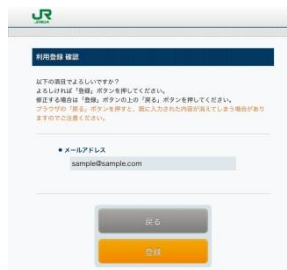 JR
利用登録 確認
以下の項目でよろしいですか？
よろしければ「登録」ボタンを押してください。
修正する場合は「登録」ボタンの上の「戻る」ボタンを押してください。
ブラウザの「戻る」ボタンを押すと、既に入力された内容が消えてしまう場合があり
ますのでご注意ください。
● メールアドレス
sample@sample.com
戻る
登録